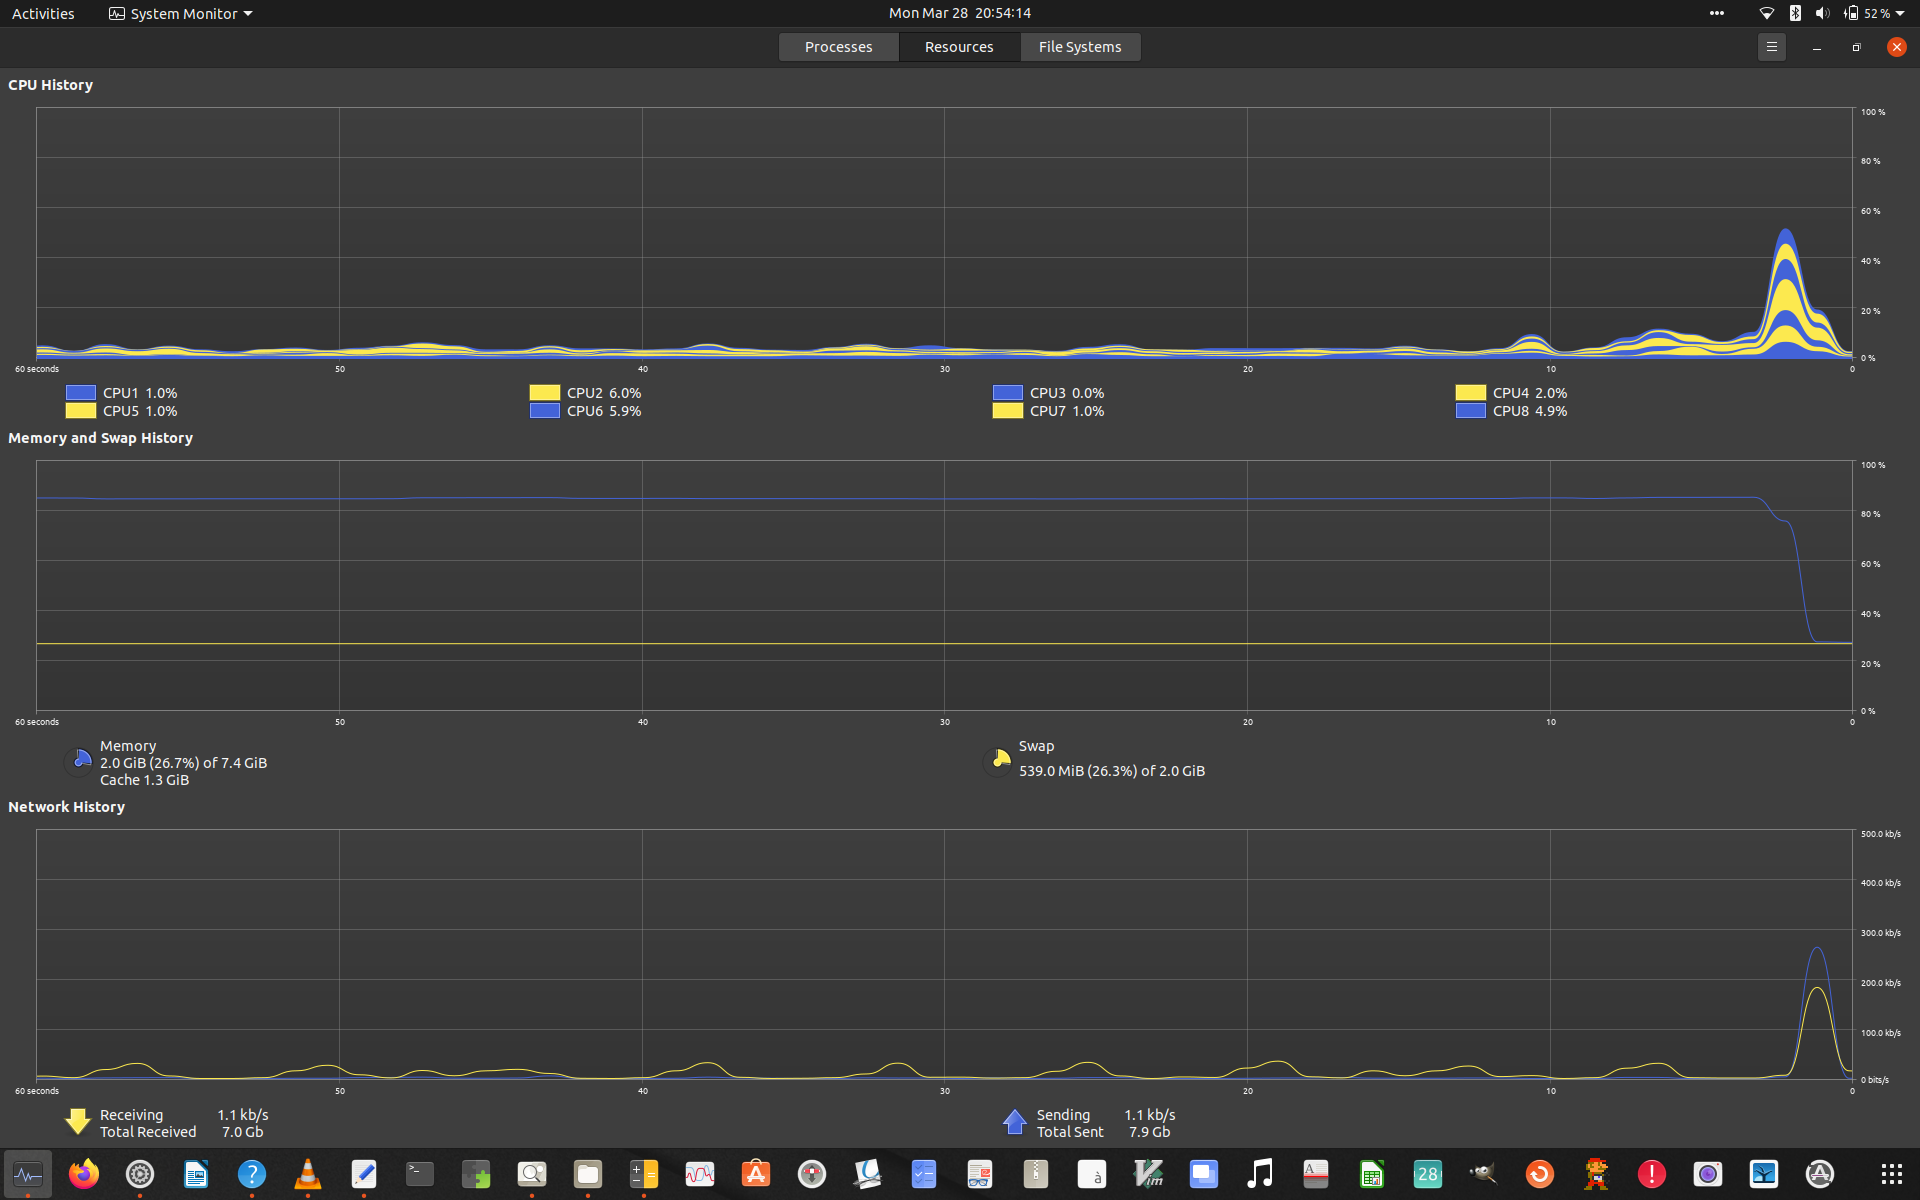 Activities System Monitor Mon Mar 28 20:54:14 52 %
Processes Resources File Systems
CPU History
100 %
80 %
60 %
40 %
20 %
0 %
60 seconds 50 40 30 20 10 0
CPU1 1.0% CPU2 6.0% CPU3 0.0% CPU4 2.0%
CPU5 1.0% CPU6 5.9% CPU7 1.0% CPU8 4.9%
Memory and Swap History
100 %
80 %
60 %
40 %
20 %
0 %
60 seconds 50 40 30 20 10 0
Memory
2.0 GiB (26.7%) of 7.4 GiB
Cache 1.3 GiB
Swap
539.0 MiB (26.3%) of 2.0 GiB
Network History
500.0 kb/s
400.0 kb/s
300.0 kb/s
200.0 kb/s
100.0 kb/s
0 bits/s
60 seconds 50 40 30 20 10 0
Receiving 1.1 kb/s
Total Received 7.0 Gb
Sending 1.1 kb/s
Total Sent 7.9 Gb
? >_ A à Vim A 28 ! A